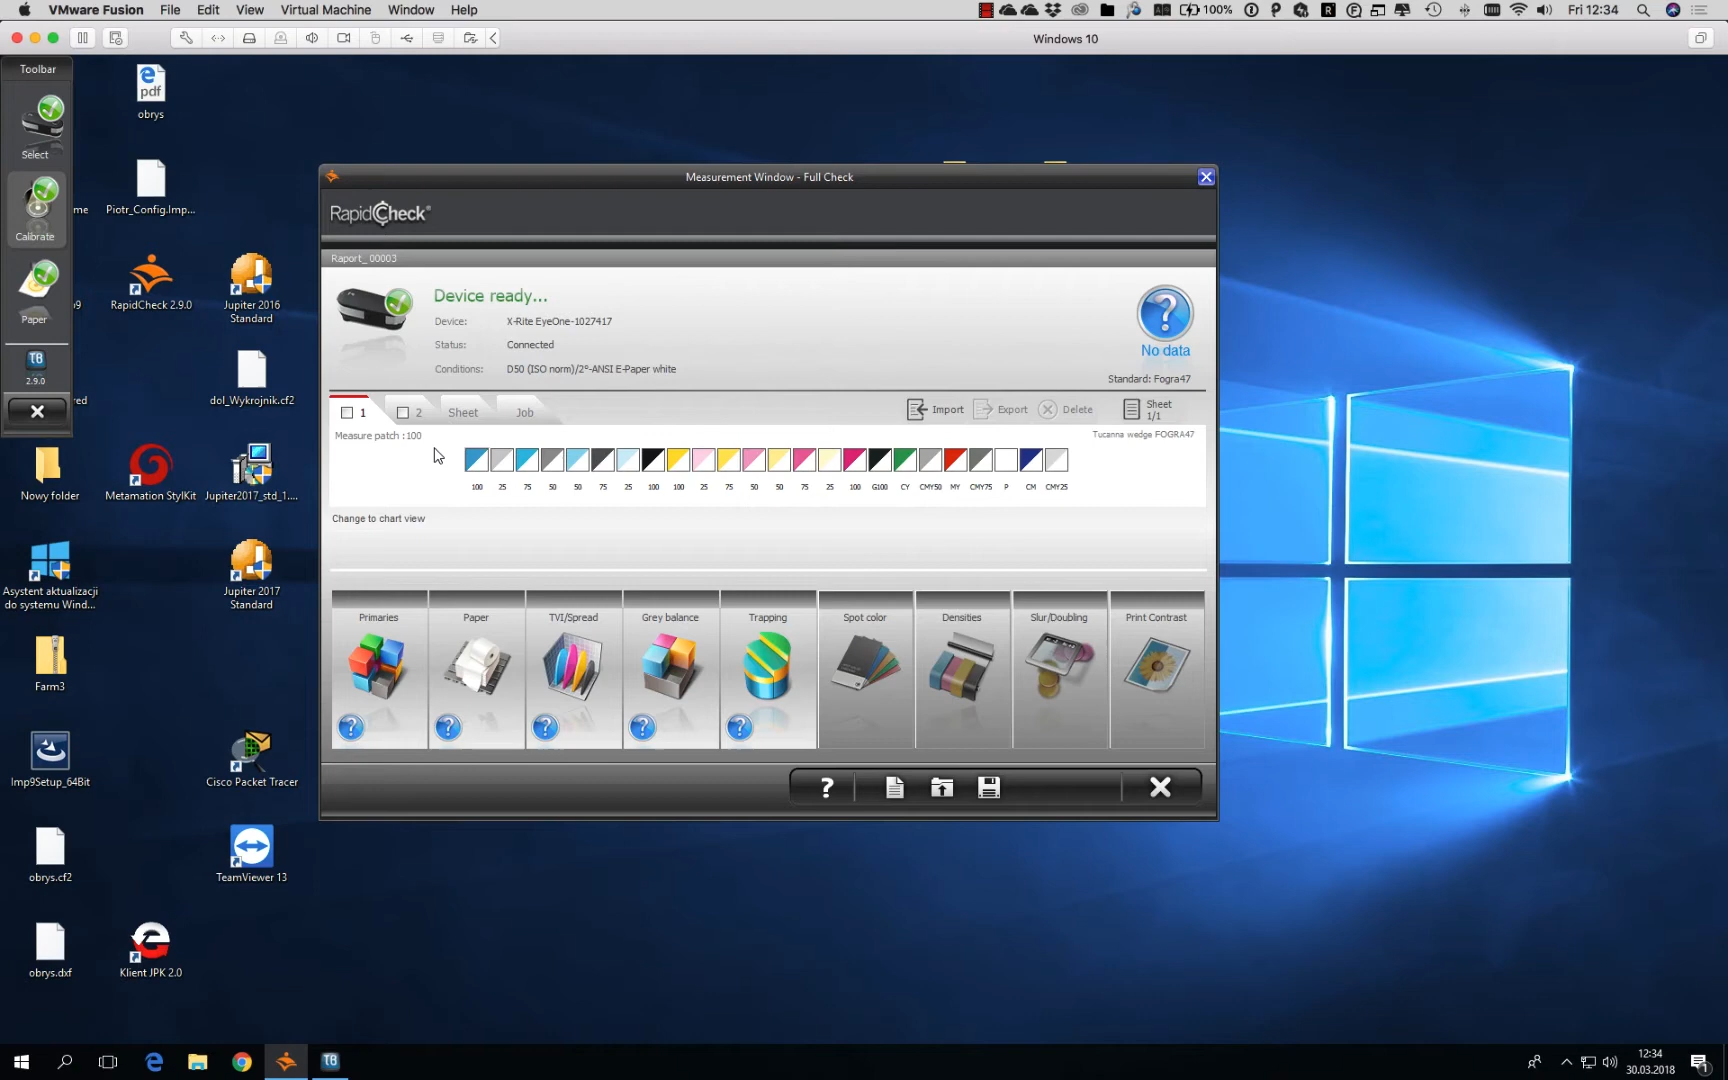 VMware Fusion File Edit View Virtual Machine Window Help
100% Fri 12:34
Windows 10
Toolbar
Select
Calibrate
Paper
2.9.0
obrys
me
Piotr_Config.Imp...
p9
RapidCheck 2.9.0
Jupiter 2016
Standard
red
dol_Wykrojnik.cf2
Nowy folder
Metamation StylKit
Jupiter2017_std_1....
Asystent aktualizacji
do systemu Wind...
Jupiter 2017
Standard
Farm3
Imp9Setup_64Bit
Cisco Packet Tracer
obrys.cf2
TeamViewer 13
obrys.dxf
Klient JPK 2.0
Measurement Window - Full Check
RapidCheck®
Raport_ 00003
Device ready...
Device: X-Rite EyeOne-1027417
Status: Connected
Conditions: D50 (ISO norm)/2°-ANSI E-Paper white
No data
Standard: Fogra47
1 2 Sheet Job
Import Export Delete
Sheet
1/1
Measure patch :100
Tucanna wedge FOGRA47
100 25 75 50 50 75 25 100 100 25 75 50 50 75 25 100 G100 CY CMY50 MY CMY75 P CM CMY25
Change to chart view
Primaries Paper TVI/Spread Grey balance Trapping Spot color Densities Slur/Doubling Print Contrast
12:34
30.03.2018